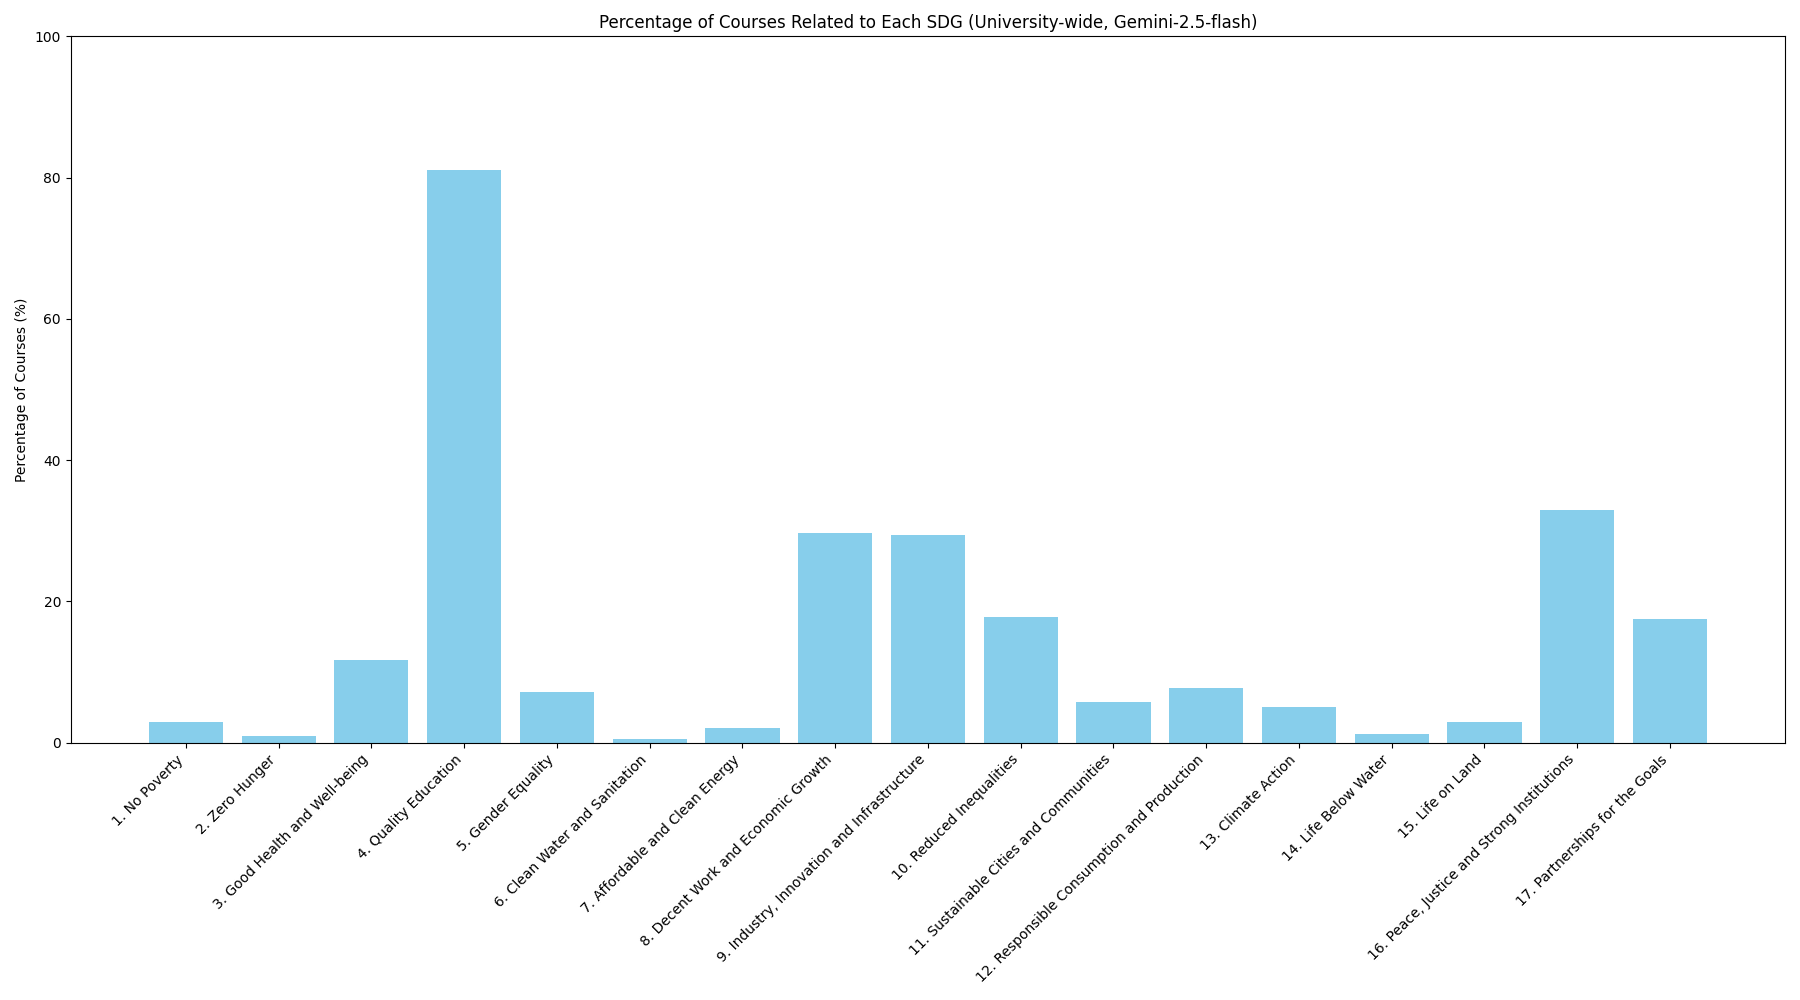 Percentage of Courses Related to Each SDG (University-wide, Gemini-2.5-flash)
Percentage of Courses (%)
100
80
60
40
20
0
1. No Poverty
2. Zero Hunger
3. Good Health and Well-being
4. Quality Education
5. Gender Equality
6. Clean Water and Sanitation
7. Affordable and Clean Energy
8. Decent Work and Economic Growth
9. Industry, Innovation and Infrastructure
10. Reduced Inequalities
11. Sustainable Cities and Communities
12. Responsible Consumption and Production
13. Climate Action
14. Life Below Water
15. Life on Land
16. Peace, Justice and Strong Institutions
17. Partnerships for the Goals